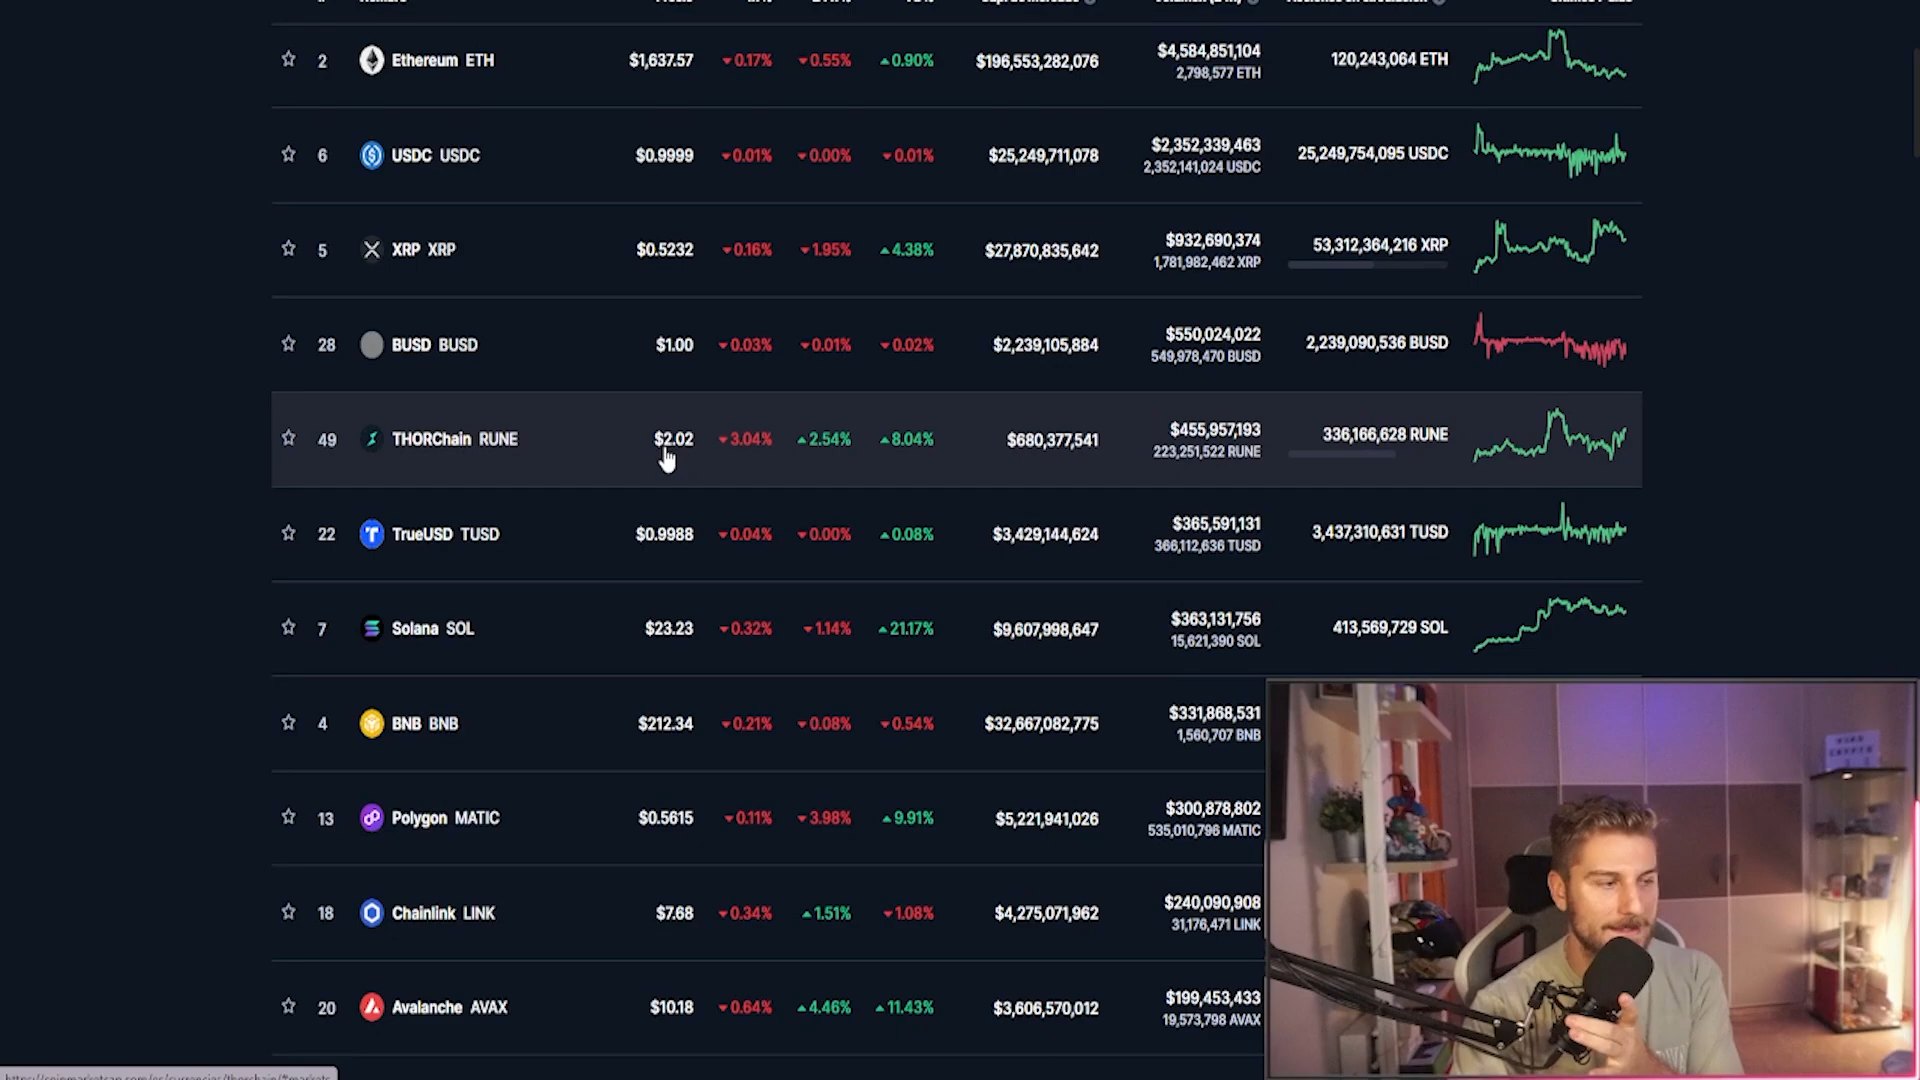 2 Ethereum ETH $1,637.57 0.17% 0.55% 0.90% $196,553,282,076 $4,584,851,104 120,243,064 ETH
2,798,577 ETH
6 USDC USDC $0.9999 0.01% 0.00% 0.01% $25,249,711,078 $2,352,339,463 25,249,754,095 USDC
2,352,141,024 USDC
5 XRP XRP $0.5232 0.16% 1.95% 4.38% $27,870,835,642 $932,690,374 53,312,364,216 XRP
1,781,982,462 XRP
28 BUSD BUSD $1.00 0.03% 0.01% 0.02% $2,239,105,884 $550,024,022 2,239,090,536 BUSD
549,978,470 BUSD
49 THORChain RUNE $2.02 3.04% 2.54% 8.04% $680,377,541 $455,957,193 336,166,628 RUNE
223,251,522 RUNE
22 TrueUSD TUSD $0.9988 0.04% 0.00% 0.08% $3,429,144,624 $365,591,131 3,437,310,631 TUSD
366,112,636 TUSD
7 Solana SOL $23.23 0.32% 1.14% 21.17% $9,607,998,647 $363,131,756 413,569,729 SOL
15,621,390 SOL
4 BNB BNB $212.34 0.21% 0.08% 0.54% $32,667,082,775 $331,868,531
1,560,707 BNB
13 Polygon MATIC $0.5615 0.11% 3.98% 9.91% $5,221,941,026 $300,878,802
535,010,796 MATIC
18 Chainlink LINK $7.68 0.34% 1.51% 1.08% $4,275,071,962 $240,090,908
31,176,471 LINK
20 Avalanche AVAX $10.18 0.64% 4.46% 11.43% $3,606,570,012 $199,453,433
19,573,798 AVAX